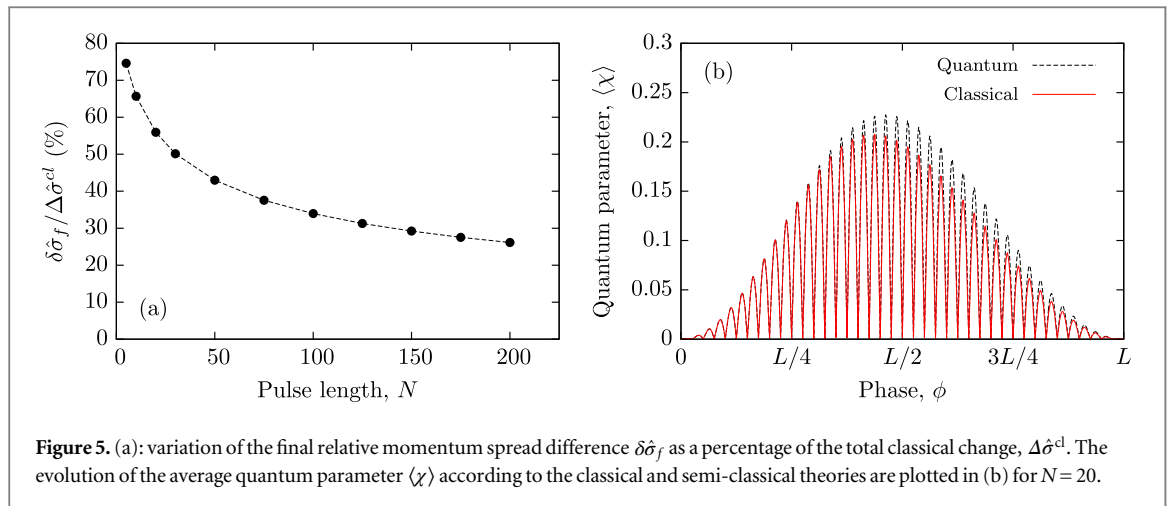 80
70
60
50
40
30
20
10
0
δσ̂_f/Δσ̂^cl (%)
(a)
0 50 100 150 200
Pulse length, N
0.3
0.25
0.2
0.15
0.1
0.05
0
Quantum parameter, ⟨χ⟩
(b)
Quantum
Classical
0 L/4 L/2 3L/4 L
Phase, ϕ
Figure 5. (a): variation of the final relative momentum spread difference δσ̂_f as a percentage of the total classical change, Δσ̂^cl. The
evolution of the average quantum parameter ⟨χ⟩ according to the classical and semi-classical theories are plotted in (b) for N = 20.